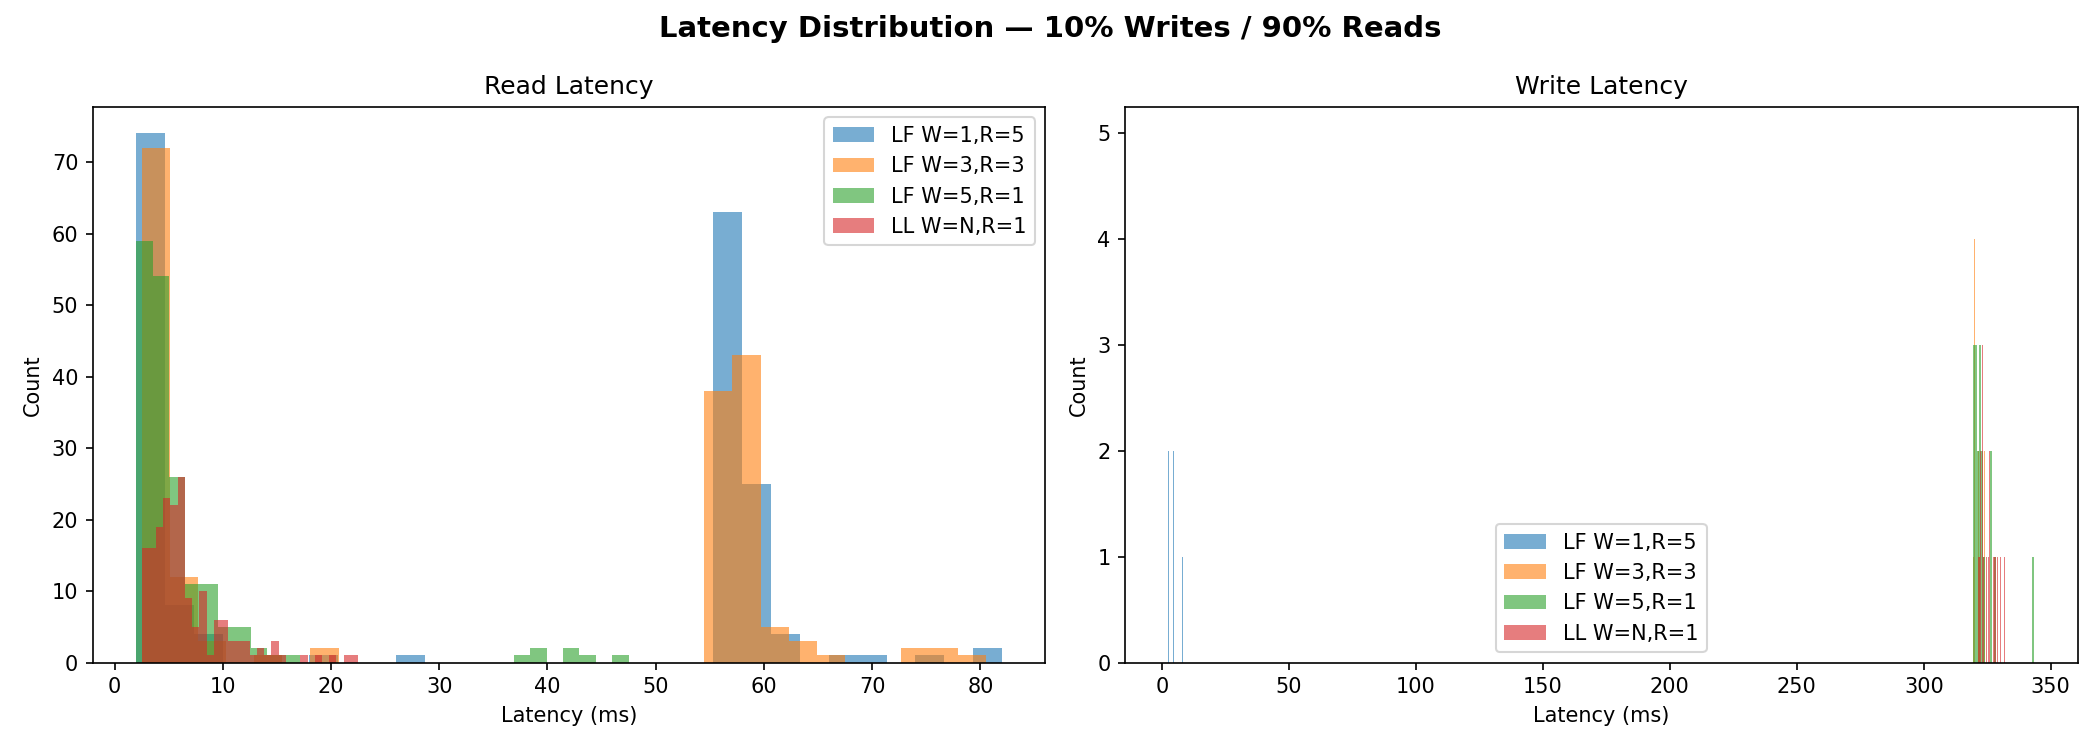 Latency Distribution — 10% Writes / 90% Reads
Read Latency
Count
70
60
50
40
30
20
10
0
0 10 20 30 40 50 60 70 80
Latency (ms)
LF W=1,R=5
LF W=3,R=3
LF W=5,R=1
LL W=N,R=1
Write Latency
Count
5
4
3
2
1
0
0 50 100 150 200 250 300 350
Latency (ms)
LF W=1,R=5
LF W=3,R=3
LF W=5,R=1
LL W=N,R=1